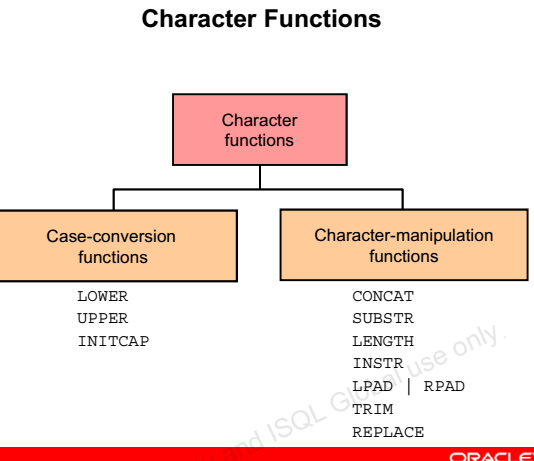 Character Functions
Character
functions
Case-conversion
functions
LOWER
UPPER
INITCAP
Character-manipulation
functions
CONCAT
SUBSTR
LENGTH
INSTR
LPAD | RPAD
TRIM
REPLACE
and ISQL Global use only.